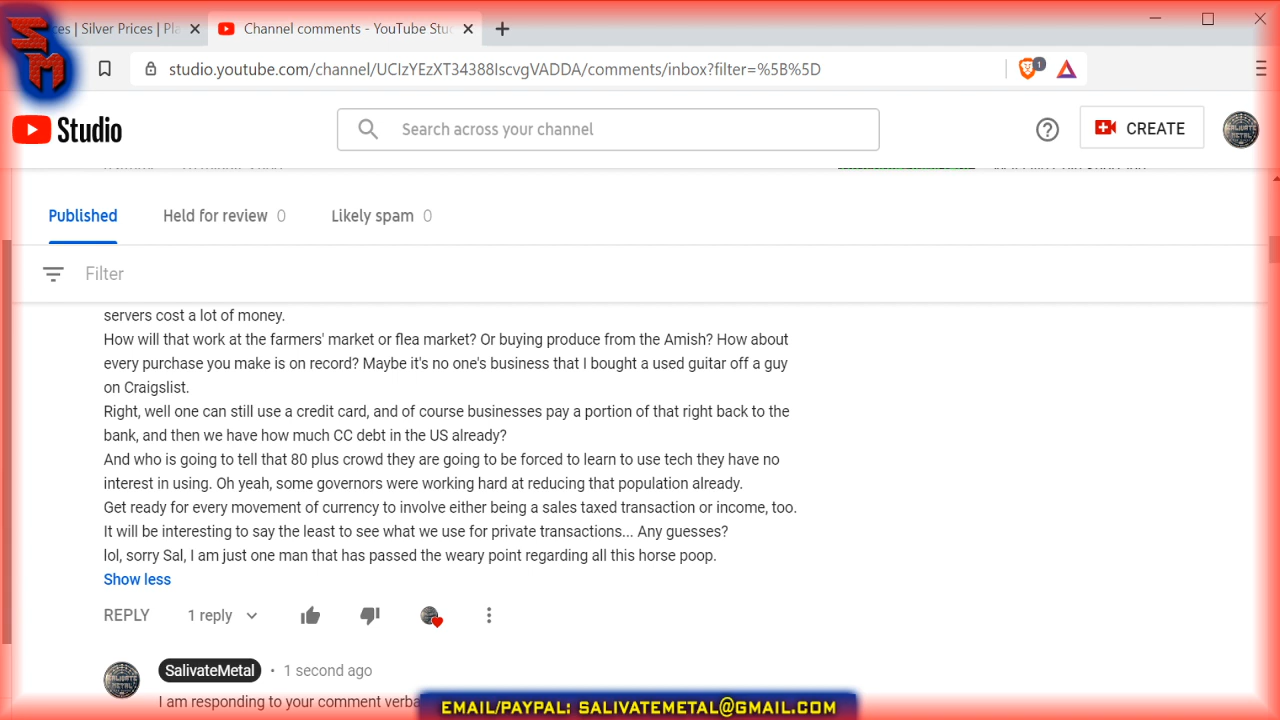 SM
ces | Silver Prices | Pla
Channel comments - YouTube Stu
studio.youtube.com/channel/UCIzYEzXT34388IscvgVADDA/comments/inbox?filter=%5B%5D
1
Studio
Search across your channel
CREATE
Published
Held for review 0
Likely spam 0
Filter
servers cost a lot of money.
How will that work at the farmers' market or flea market? Or buying produce from the Amish? How about
every purchase you make is on record? Maybe it's no one's business that I bought a used guitar off a guy
on Craigslist.
Right, well one can still use a credit card, and of course businesses pay a portion of that right back to the
bank, and then we have how much CC debt in the US already?
And who is going to tell that 80 plus crowd they are going to be forced to learn to use tech they have no
interest in using. Oh yeah, some governors were working hard at reducing that population already.
Get ready for every movement of currency to involve either being a sales taxed transaction or income, too.
It will be interesting to say the least to see what we use for private transactions... Any guesses?
lol, sorry Sal, I am just one man that has passed the weary point regarding all this horse poop.
Show less
REPLY 1 reply
SalivateMetal • 1 second ago
I am responding to your comment verba
EMAIL/PAYPAL: SALIVATEMETAL@GMAIL.COM